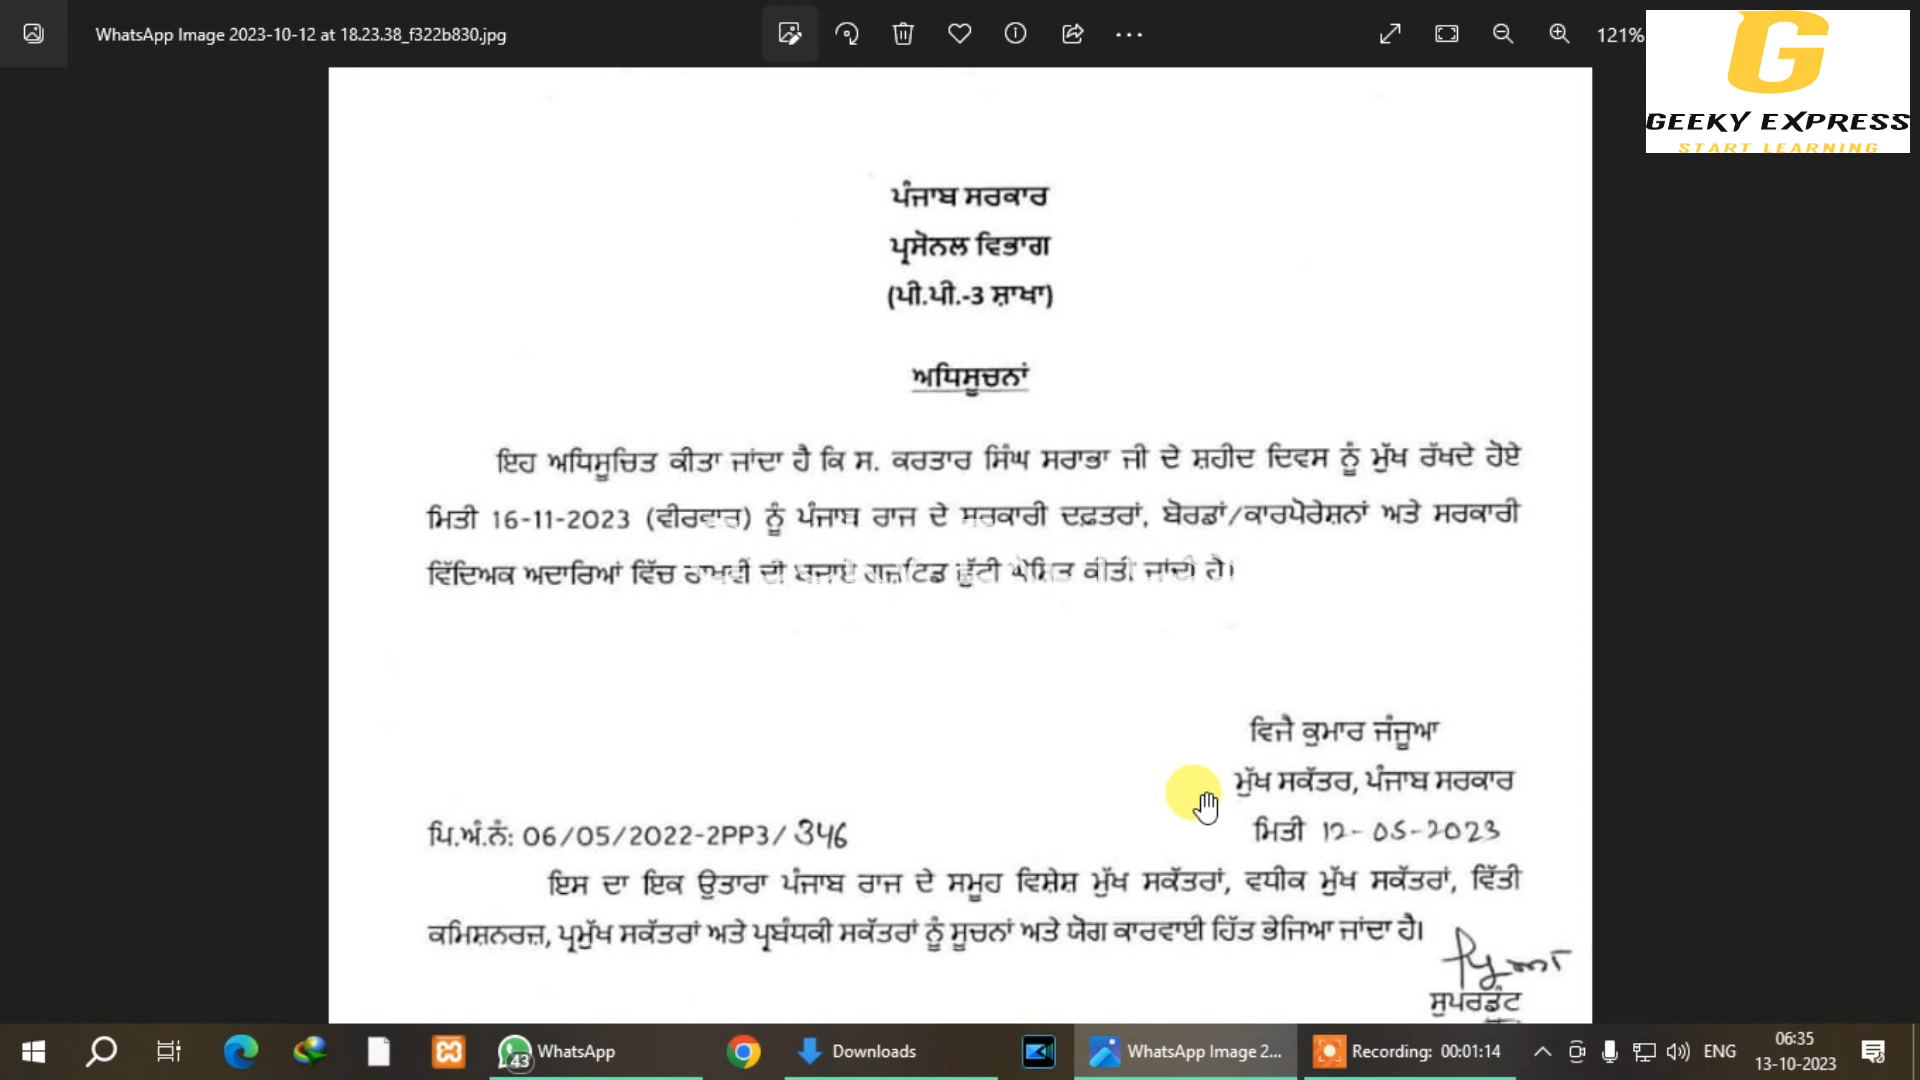 WhatsApp Image 2023-10-12 at 18.23.38_f322b830.jpg
121%
G
GEEKY EXPRESS
START LEARNING
ਪੰਜਾਬ ਸਰਕਾਰ
ਪ੍ਰਸੋਨਲ ਵਿਭਾਗ
(ਪੀ.ਪੀ.-3 ਸ਼ਾਖਾ)
ਅਧਿਸੂਚਨਾਂ
ਇਹ ਅਧਿਸੂਚਿਤ ਕੀਤਾ ਜਾਂਦਾ ਹੈ ਕਿ ਸ. ਕਰਤਾਰ ਸਿੰਘ ਸਰਾਭਾ ਜੀ ਦੇ ਸ਼ਹੀਦ ਦਿਵਸ ਨੂੰ ਮੁੱਖ ਰੱਖਦੇ ਹੋਏ
ਮਿਤੀ 16-11-2023 (ਵੀਰਵਾਰ) ਨੂੰ ਪੰਜਾਬ ਰਾਜ ਦੇ ਸਰਕਾਰੀ ਦਫ਼ਤਰਾਂ, ਬੋਰਡਾਂ/ਕਾਰਪੋਰੇਸ਼ਨਾਂ ਅਤੇ ਸਰਕਾਰੀ
ਵਿੱਦਿਅਕ ਅਦਾਰਿਆਂ ਵਿੱਚ ਰਾਖਵੀਂ ਦੀ ਬਜਾਏ ਗਜ਼ਟਿਡ ਛੁੱਟੀ ਘੋਸ਼ਿਤ ਕੀਤੀ ਜਾਂਦੀ ਹੈ।
ਵਿਜੈ ਕੁਮਾਰ ਜੰਜੂਆ
ਮੁੱਖ ਸਕੱਤਰ, ਪੰਜਾਬ ਸਰਕਾਰ
ਪਿ.ਅੰ.ਨੰ: 06/05/2022-2PP3/346 ਮਿਤੀ 12-05-2023
ਇਸ ਦਾ ਇਕ ਉਤਾਰਾ ਪੰਜਾਬ ਰਾਜ ਦੇ ਸਮੂਹ ਵਿਸ਼ੇਸ਼ ਮੁੱਖ ਸਕੱਤਰਾਂ, ਵਧੀਕ ਮੁੱਖ ਸਕੱਤਰਾਂ, ਵਿੱਤੀ
ਕਮਿਸ਼ਨਰਜ਼, ਪ੍ਰਮੁੱਖ ਸਕੱਤਰਾਂ ਅਤੇ ਪ੍ਰਬੰਧਕੀ ਸਕੱਤਰਾਂ ਨੂੰ ਸੂਚਨਾਂ ਅਤੇ ਯੋਗ ਕਾਰਵਾਈ ਹਿੱਤ ਭੇਜਿਆ ਜਾਂਦਾ ਹੈ।
ਸੁਪਰਡੰਟ
43 WhatsApp
Downloads
WhatsApp Image 2...
Recording: 00:01:14
ENG
06:35
13-10-2023